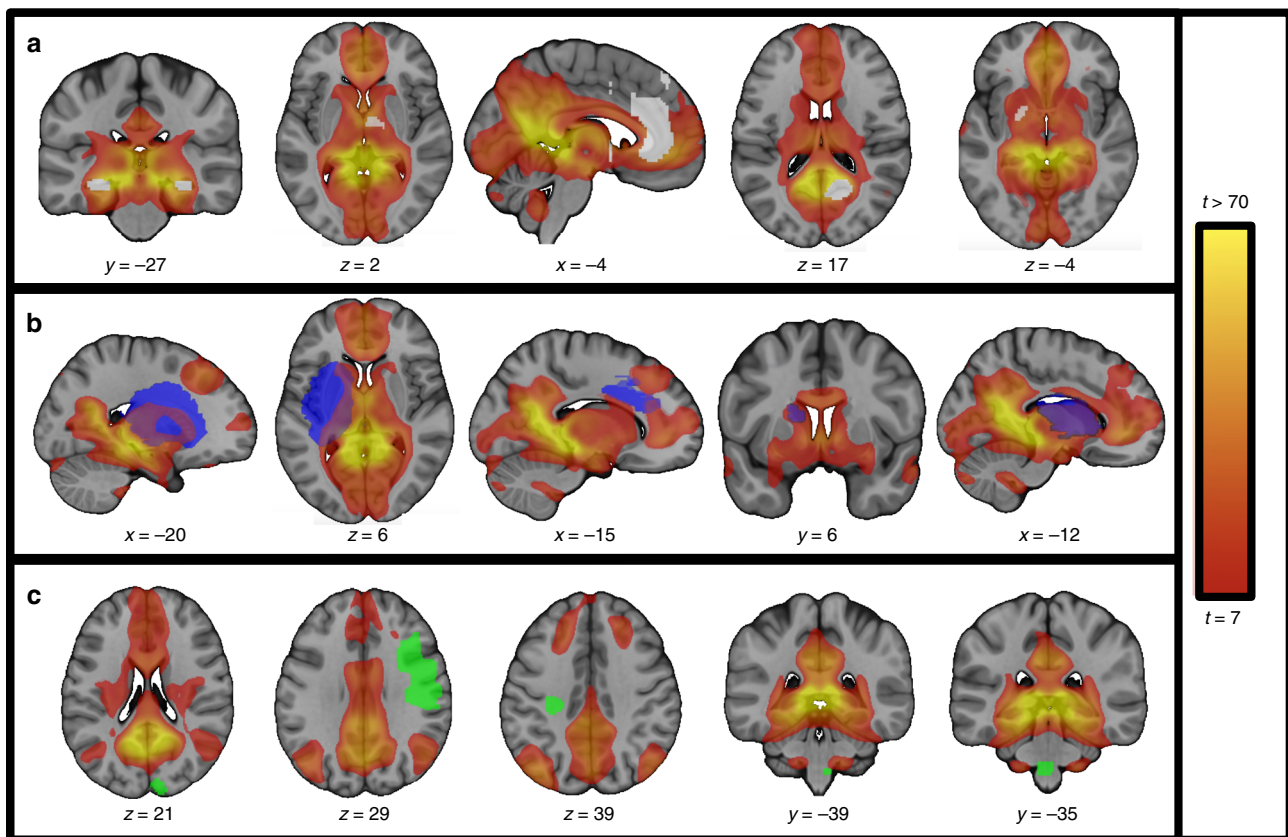 a
y = –27
z = 2
x = –4
z = 17
z = –4
t > 70
b
x = –20
z = 6
x = –15
y = 6
x = –12
t = 7
c
z = 21
z = 29
z = 39
y = –39
y = –35